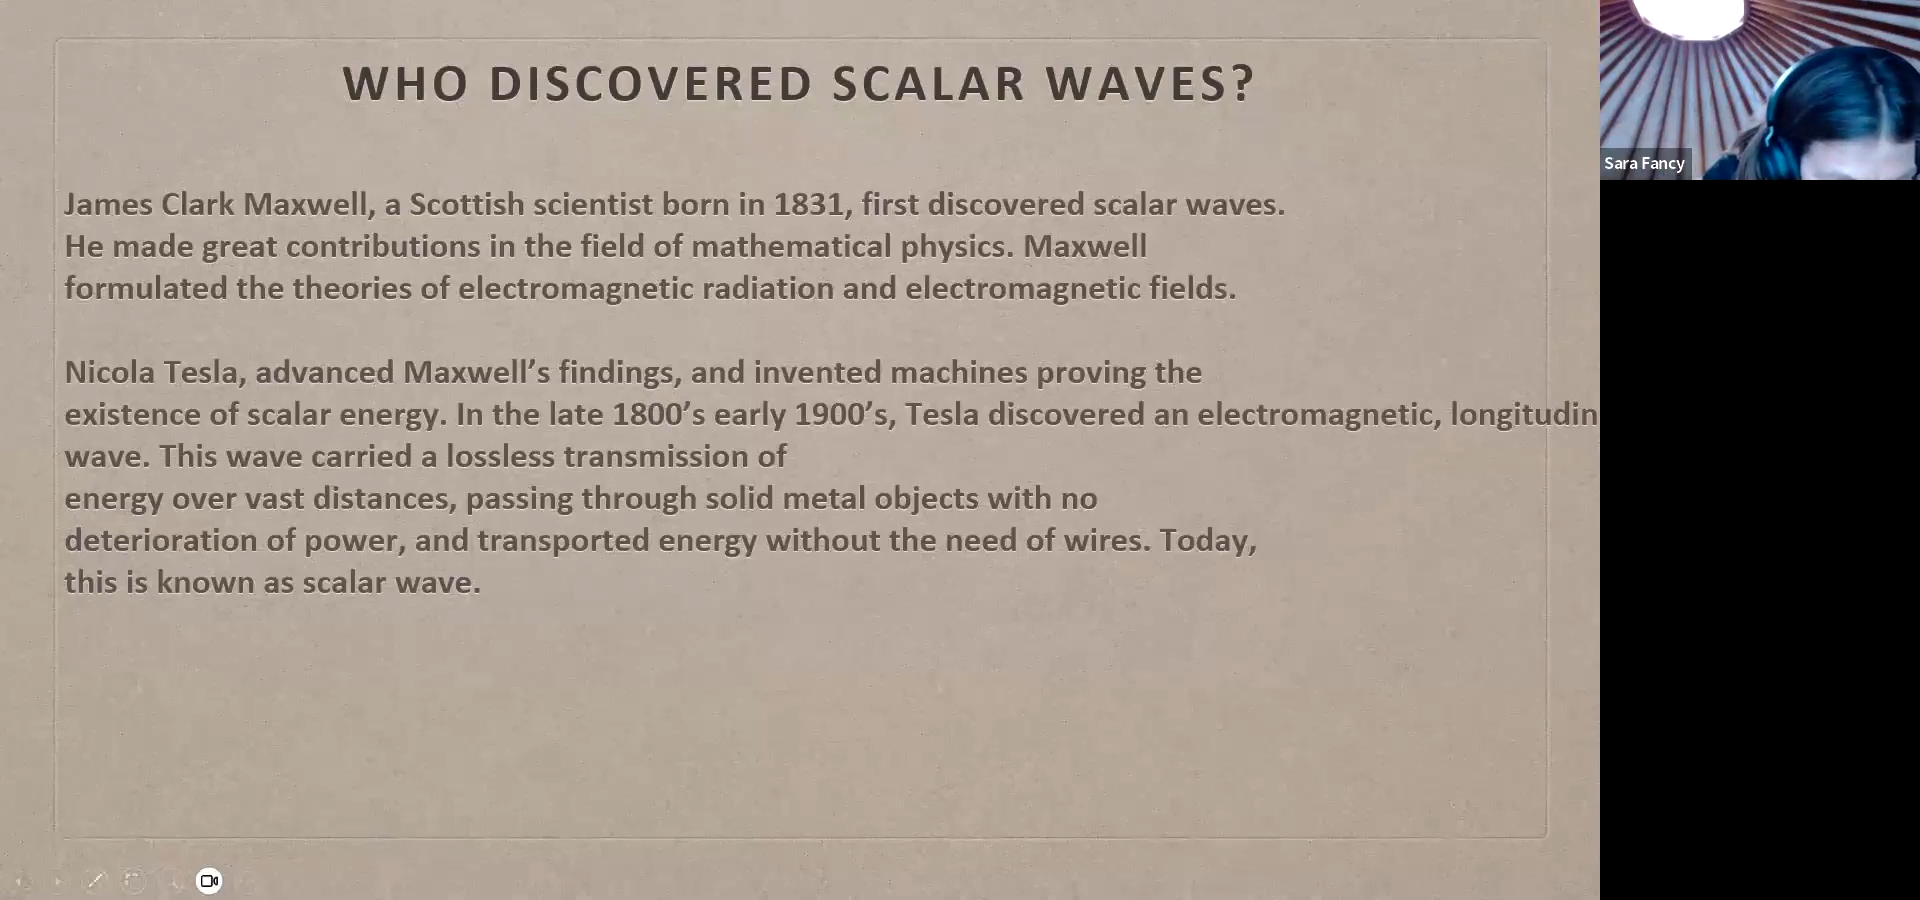 WHO DISCOVERED SCALAR WAVES?
James Clark Maxwell, a Scottish scientist born in 1831, first discovered scalar waves.
He made great contributions in the field of mathematical physics. Maxwell
formulated the theories of electromagnetic radiation and electromagnetic fields.
Nicola Tesla, advanced Maxwell’s findings, and invented machines proving the
existence of scalar energy. In the late 1800’s early 1900’s, Tesla discovered an electromagnetic, longitudin
wave. This wave carried a lossless transmission of
energy over vast distances, passing through solid metal objects with no
deterioration of power, and transported energy without the need of wires. Today,
this is known as scalar wave.
Sara Fancy